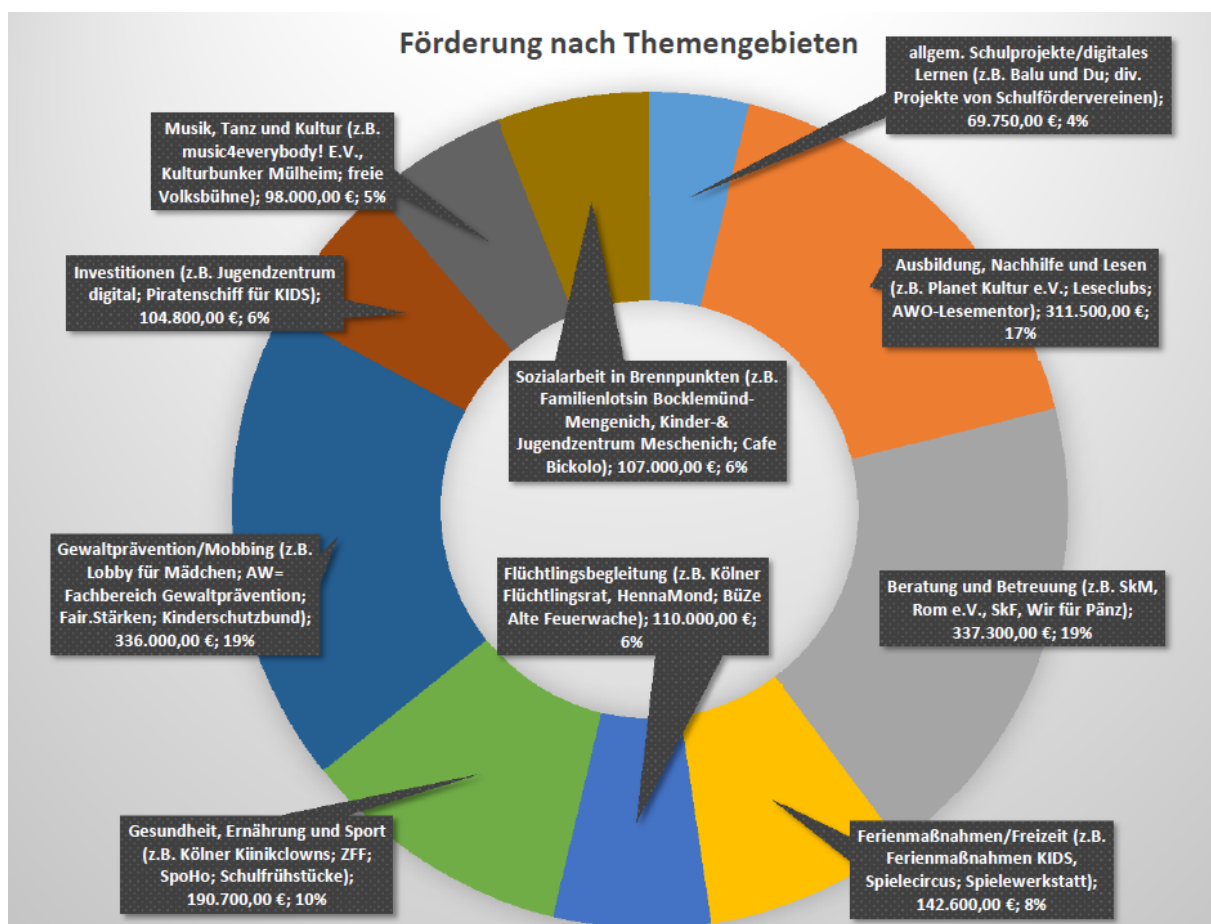 Förderung nach Themengebieten
allgem. Schulprojekte/digitales
Lernen (z.B. Balu und Du; div.
Projekte von Schulfördervereinen);
69.750,00 €; 4%
Ausbildung, Nachhilfe und Lesen
(z.B. Planet Kultur e.V.; Leseclubs;
AWO-Lesementor); 311.500,00 €;
17%
Beratung und Betreuung (z.B. SkM,
Rom e.V., SkF, Wir für Pänz);
337.300,00 €; 19%
Ferienmaßnahmen/Freizeit (z.B.
Ferienmaßnahmen KIDS,
Spielecircus; Spielewerkstatt);
142.600,00 €; 8%
Flüchtlingsbegleitung (z.B. Kölner
Flüchtlingsrat, HennaMond; BüZe
Alte Feuerwache); 110.000,00 €;
6%
Gesundheit, Ernährung und Sport
(z.B. Kölner Kiinikclowns; ZFF;
SpoHo; Schulfrühstücke);
190.700,00 €; 10%
Gewaltprävention/Mobbing (z.B.
Lobby für Mädchen; AW=
Fachbereich Gewaltprävention;
Fair.Stärken; Kinderschutzbund);
336.000,00 €; 19%
Investitionen (z.B. Jugendzentrum
digital; Piratenschiff für KIDS);
104.800,00 €; 6%
Musik, Tanz und Kultur (z.B.
music4everybody! E.V.,
Kulturbunker Mülheim; freie
Volksbühne); 98.000,00 €; 5%
Sozialarbeit in Brennpunkten (z.B.
Familienlotsin Bocklemünd-
Mengenich, Kinder-&
Jugendzentrum Meschenich; Cafe
Bickolo); 107.000,00 €; 6%